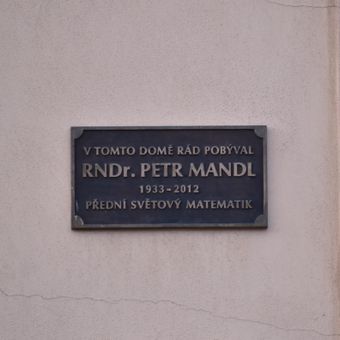 V TOMTO DOMĚ RÁD POBÝVAL
RNDr. PETR MANDL
1933-2012
PŘEDNÍ SVĚTOVÝ MATEMATIK